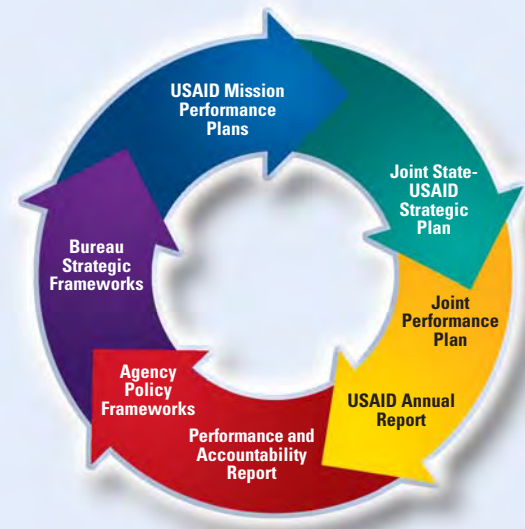 USAID Mission
Performance
Plans
Joint State-
USAID
Strategic
Plan
Joint
Performance
Plan
USAID Annual
Report
Performance and
Accountability
Report
Agency
Policy
Frameworks
Bureau
Strategic
Frameworks